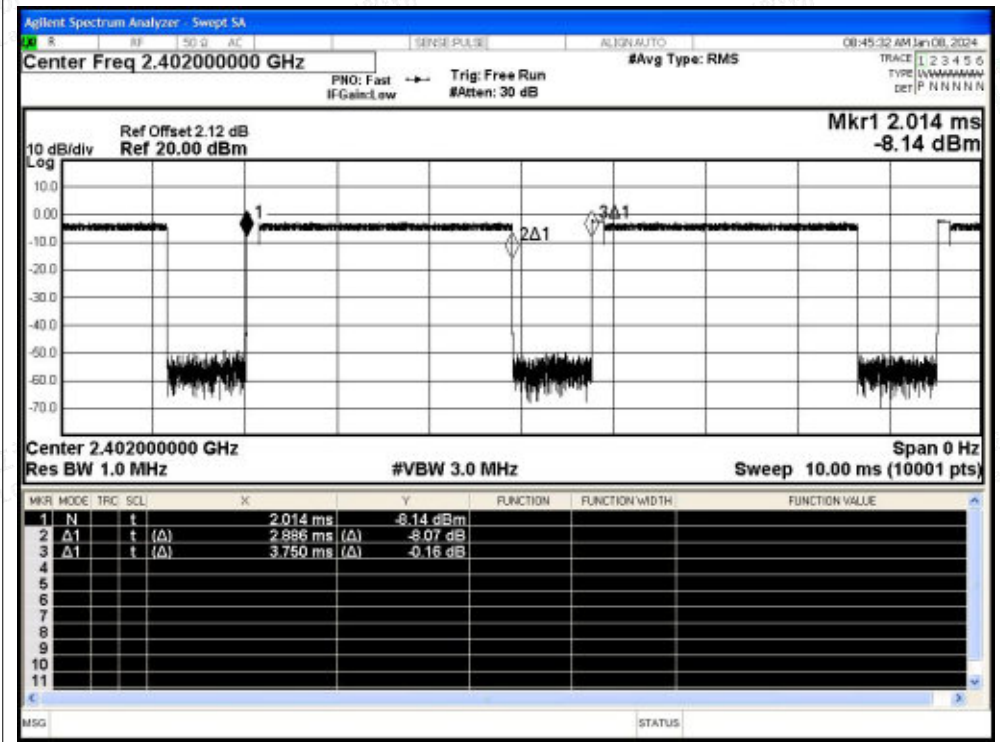 Agilent Spectrum Analyzer - Swept SA
R RF 50 Ω AC SENSE:PULSE ALIGN AUTO 08:45:32 AM Jan 08, 2024
Center Freq 2.402000000 GHz
PNO: Fast
IFGain:Low
Trig: Free Run
#Atten: 30 dB
#Avg Type: RMS
TRACE 1 2 3 4 5 6
TYPE
DET P N N N N N
Ref Offset 2.12 dB
Ref 20.00 dBm
10 dB/div
Log
Mkr1 2.014 ms
-8.14 dBm
10.0
0.00
-10.0
-20.0
-30.0
-40.0
-50.0
-60.0
-70.0
1
2Δ1
3Δ1
Center 2.402000000 GHz Span 0 Hz
Res BW 1.0 MHz #VBW 3.0 MHz Sweep 10.00 ms (10001 pts)
MKR MODE TRC SCL X Y FUNCTION FUNCTION WIDTH FUNCTION VALUE
1 N t 2.014 ms -8.14 dBm
2 Δ1 t (Δ) 2.886 ms (Δ) -8.07 dB
3 Δ1 t (Δ) 3.750 ms (Δ) -0.16 dB
4
5
6
7
8
9
10
11
MSG STATUS